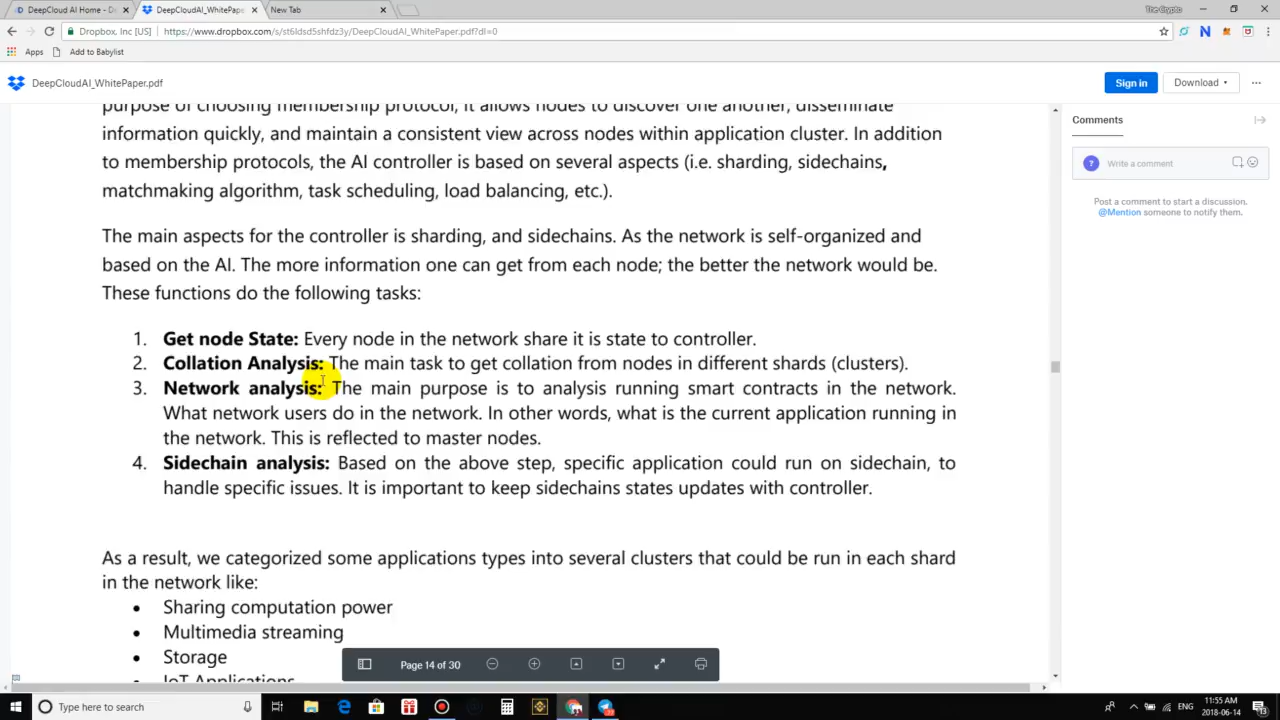 DeepCloud AI Home - De
DeepCloudAI_WhitePape
New Tab
The Crypto
Dropbox, Inc [US]
https://www.dropbox.com/s/st6ldsd5shfdz3y/DeepCloudAI_WhitePaper.pdf?dl=0
Apps
Add to Babylist
DeepCloudAI_WhitePaper.pdf
Sign in
Download
purpose of choosing membership protocol, it allows nodes to discover one another, disseminate
information quickly, and maintain a consistent view across nodes within application cluster. In addition
to membership protocols, the AI controller is based on several aspects (i.e. sharding, sidechains,
matchmaking algorithm, task scheduling, load balancing, etc.).
The main aspects for the controller is sharding, and sidechains. As the network is self-organized and
based on the AI. The more information one can get from each node; the better the network would be.
These functions do the following tasks:
1. Get node State: Every node in the network share it is state to controller.
2. Collation Analysis: The main task to get collation from nodes in different shards (clusters).
3. Network analysis: The main purpose is to analysis running smart contracts in the network.
What network users do in the network. In other words, what is the current application running in
the network. This is reflected to master nodes.
4. Sidechain analysis: Based on the above step, specific application could run on sidechain, to
handle specific issues. It is important to keep sidechains states updates with controller.
As a result, we categorized some applications types into several clusters that could be run in each shard
in the network like:
• Sharing computation power
• Multimedia streaming
• Storage
IoT Applications
Page 14 of 30
Comments
Write a comment
Post a comment to start a discussion.
@Mention someone to notify them.
Type here to search
ENG
11:55 AM
2018-06-14
13